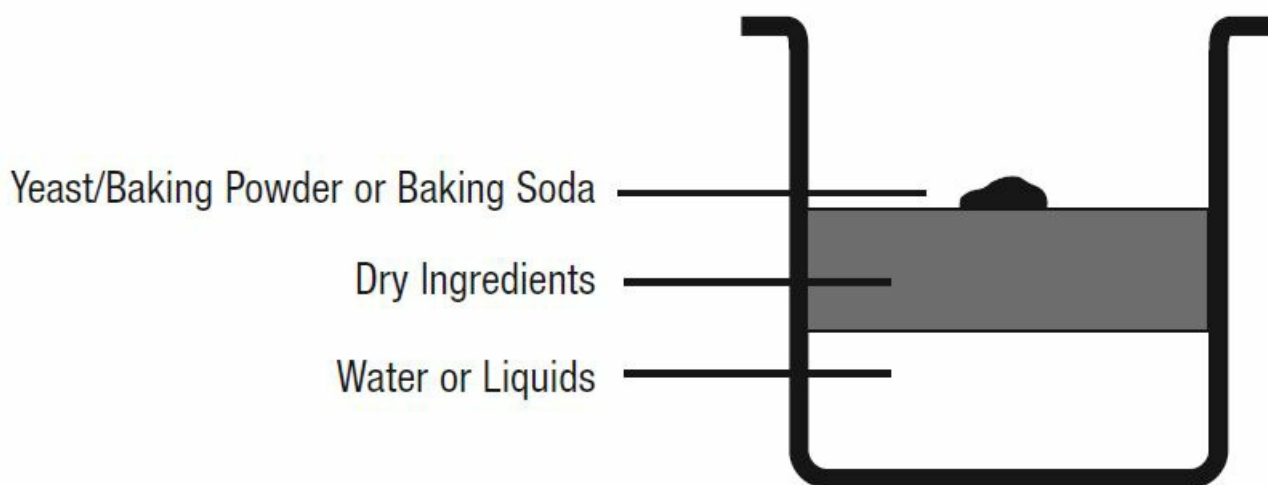 Yeast/Baking Powder or Baking Soda
Dry Ingredients
Water or Liquids